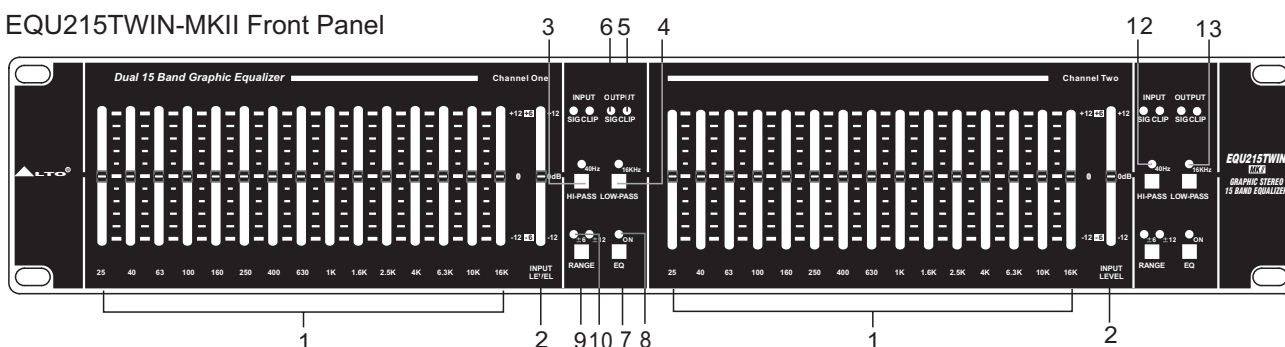 EQU215TWIN-MKII Front Panel
3 6 5 4 12 13
Dual 15 Band Graphic Equalizer Channel One Channel Two
INPUT OUTPUT INPUT OUTPUT
SIG CLIP SIG CLIP SIG CLIP SIG CLIP
+12 +6 +12 +12 +6 +12
40Hz 16KHz 40Hz 16KHz
ALTO® 0 0dB 0 0dB
HI-PASS LOW-PASS HI-PASS LOW-PASS
EQU215TWIN
GRAPHIC STEREO
15 BAND EQUALIZER
-12 -12 ±6 ±12 ON -12 -12 ±6 ±12 ON
RANGE EQ RANGE EQ
25 40 63 100 160 250 400 630 1K 1.6K 2.5K 4K 6.3K 10K 16K INPUT LEVEL
25 40 63 100 160 250 400 630 1K 1.6K 2.5K 4K 6.3K 10K 16K INPUT LEVEL
1 2 9 10 7 8 1 2